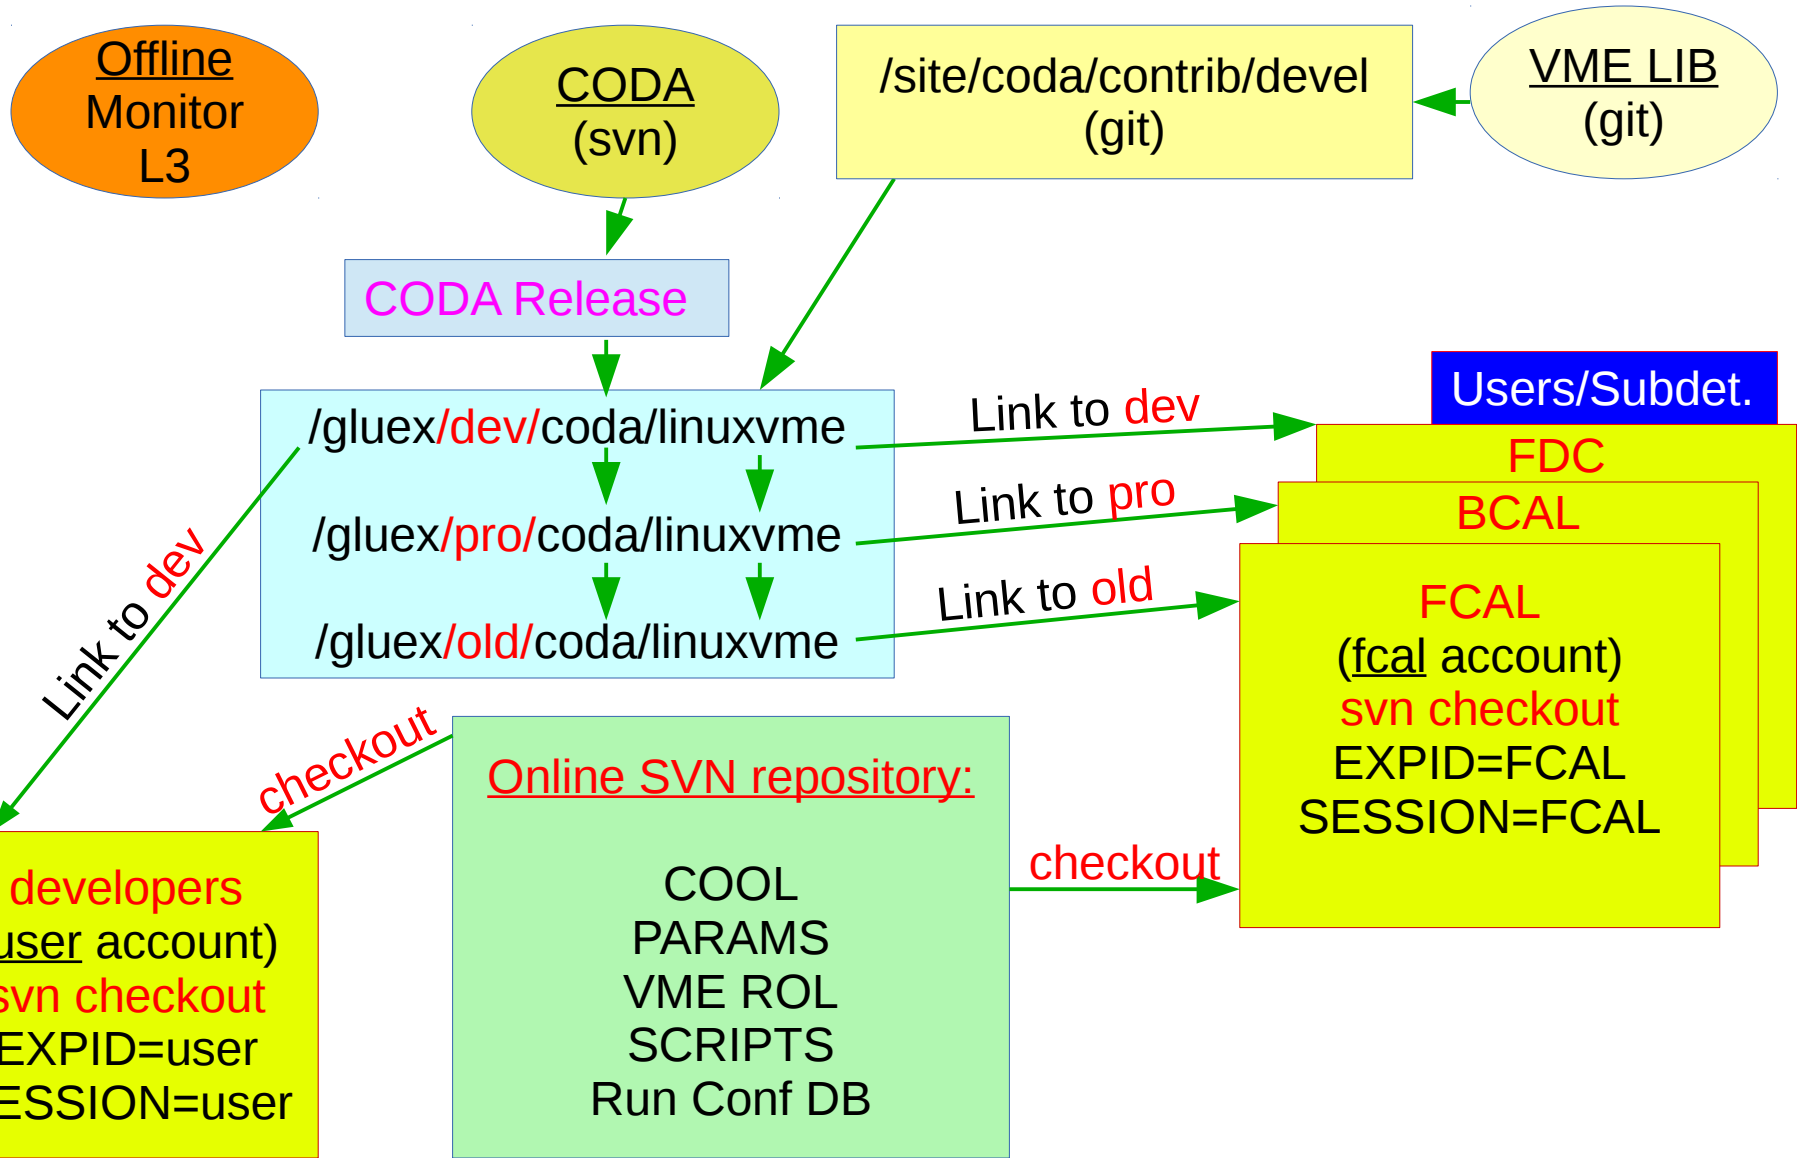 Offline
Monitor
L3
CODA
(svn)
/site/coda/contrib/devel
(git)
VME LIB
(git)
CODA Release
/gluex/dev/coda/linuxvme
/gluex/pro/coda/linuxvme
/gluex/old/coda/linuxvme
Link to dev
Link to pro
Link to old
Link to dev
Users/Subdet.
FDC
BCAL
FCAL
(fcal account)
svn checkout
EXPID=FCAL
SESSION=FCAL
checkout
Online SVN repository:
COOL
PARAMS
VME ROL
SCRIPTS
Run Conf DB
checkout
developers
user account)
svn checkout
EXPID=user
ESSION=user